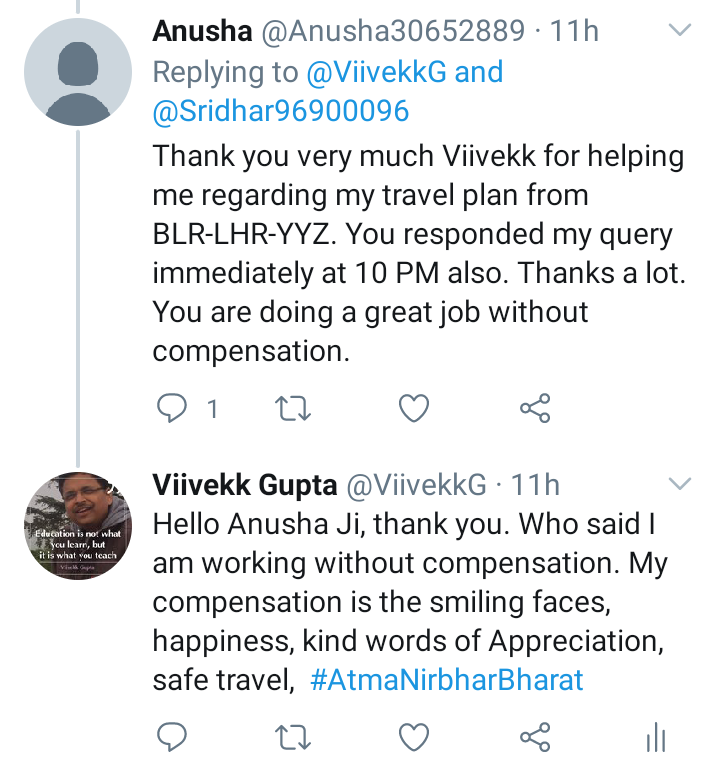 Anusha @Anusha30652889 · 11h
Replying to @ViivekkG and
@Sridhar96900096
Thank you very much Viivekk for helping
me regarding my travel plan from
BLR-LHR-YYZ. You responded my query
immediately at 10 PM also. Thanks a lot.
You are doing a great job without
compensation.
1
Viivekk Gupta @ViivekkG · 11h
Hello Anusha Ji, thank you. Who said I
am working without compensation. My
compensation is the smiling faces,
happiness, kind words of Appreciation,
safe travel, #AtmaNirbharBharat
Education is not what
you learn, but
it is what you teach
Viivekk Gupta